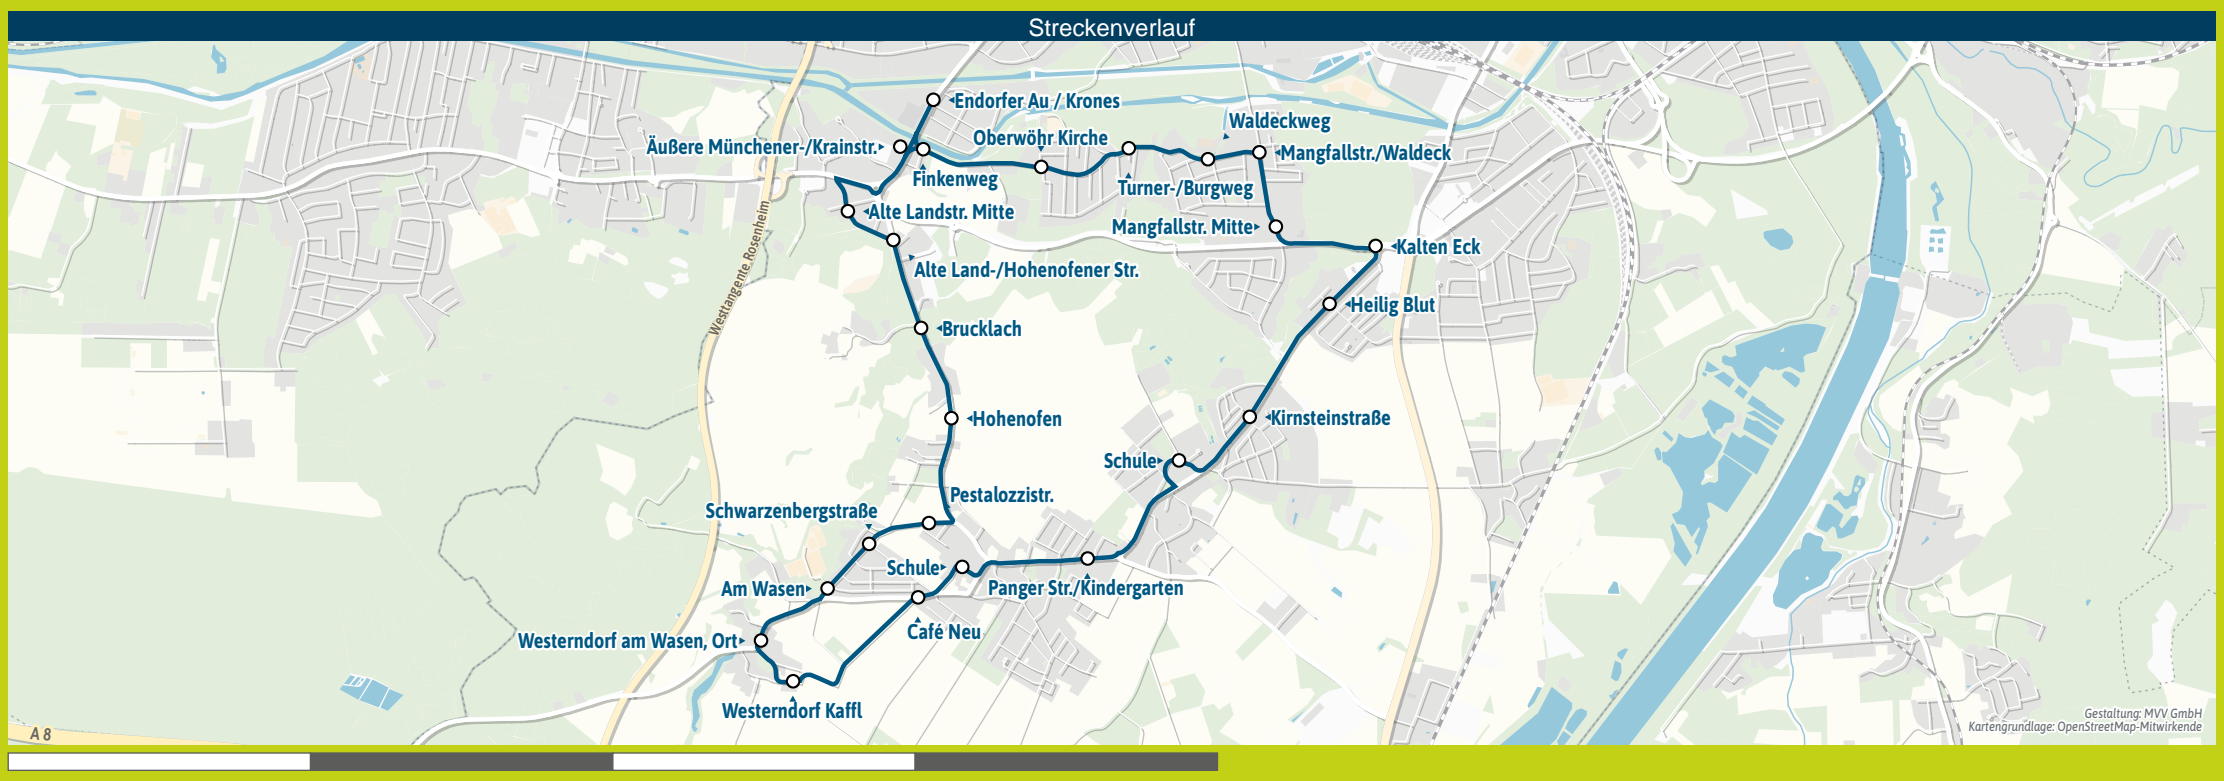 Streckenverlauf
Endorfer Au / Krones
Waldeckweg
Oberwöhr Kirche
Äußere Münchener-/Krainstr.
Mangfallstr./Waldeck
Finkenweg
Turner-/Burgweg
Alte Landstr. Mitte
Mangfallstr. Mitte
Kalten Eck
Westtangente Rosenheim
Alte Land-/Hohenofener Str.
Heilig Blut
Brucklach
Hohenofen
Kirnsteinstraße
Schule
Pestalozzistr.
Schwarzenbergstraße
Schule
Am Wasen
Panger Str./Kindergarten
Café Neu
Westerndorf am Wasen, Ort
Westerndorf Kaffl
A 8
Gestaltung: MVV GmbH
Kartengrundlage: OpenStreetMap-Mitwirkende